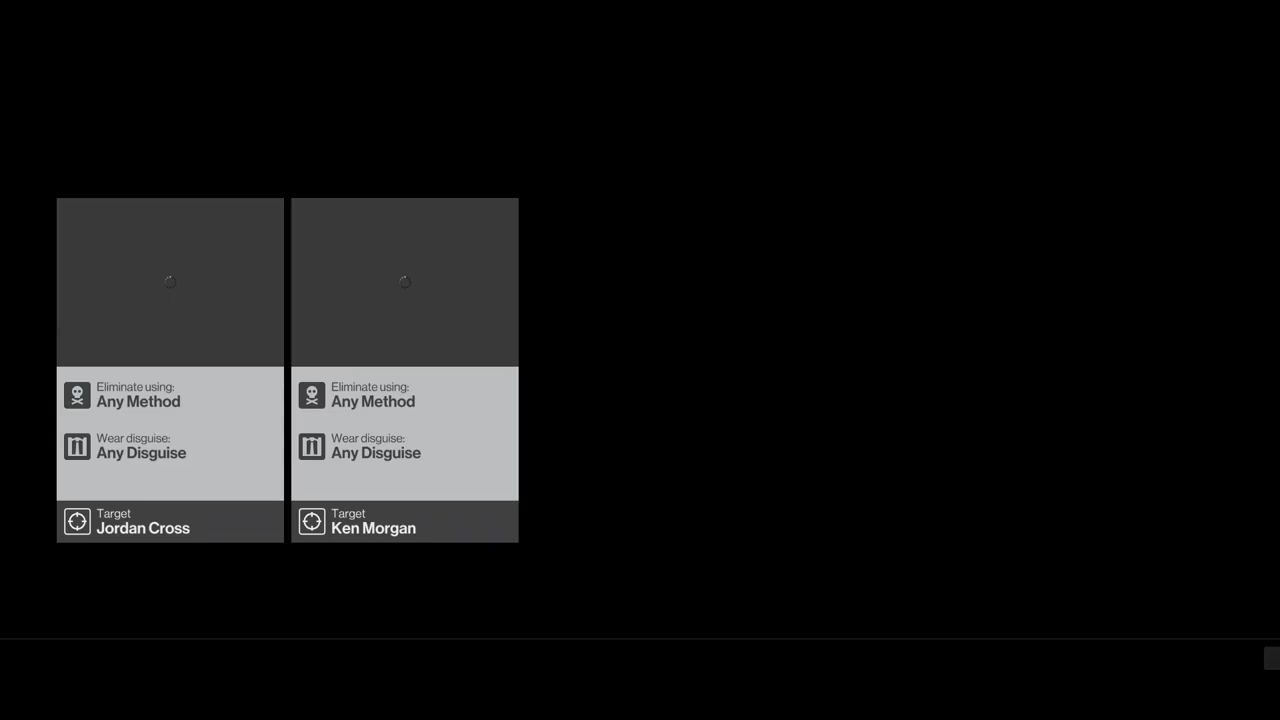 Eliminate using:
Any Method
Wear disguise:
Any Disguise
Target
Jordan Cross
Eliminate using:
Any Method
Wear disguise:
Any Disguise
Target
Ken Morgan